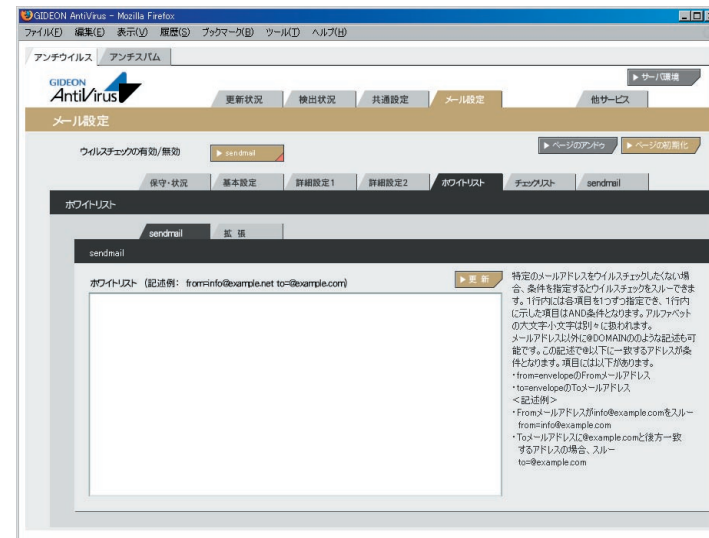 GIDEON AntiVirus - Mozilla Firefox
ファイル(F) 編集(E) 表示(V) 履歴(S) ブックマーク(B) ツール(T) ヘルプ(H)
アンチウイルス アンチスパム
サーバ環境
GIDEON
AntiVirus
更新状況 検出状況 共通設定 メール設定 他サービス
メール設定
ウイルスチェックの有効/無効 sendmail ページのアンドゥ ページの初期化
保守・状況 基本設定 詳細設定1 詳細設定2 ホワイトリスト チェックリスト sendmail
ホワイトリスト
sendmail 拡張
sendmail
ホワイトリスト (記述例: from=info@example.net to=@example.com) 更新
特定のメールアドレスをウイルスチェックしたくない場
合、条件を指定するとウイルスチェックをスルーできま
す。1行内には各項目を1つずつ指定でき、1行内
に示した項目はAND条件となります。アルファベット
の大文字小文字は別々に扱われます。
メールアドレス以外に@DOMAINののような記述も可
能です。この記述で@以下に一致するアドレスが条
件となります。項目には以下があります。
・from=envelopeのFromメールアドレス
・to=envelopeのToメールアドレス
<記述例>
・Fromメールアドレスがinfo@example.comをスルー
from=info@example.com
・Toメールアドレスに@example.comと後方一致
するアドレスの場合、スルー
to=@example.com